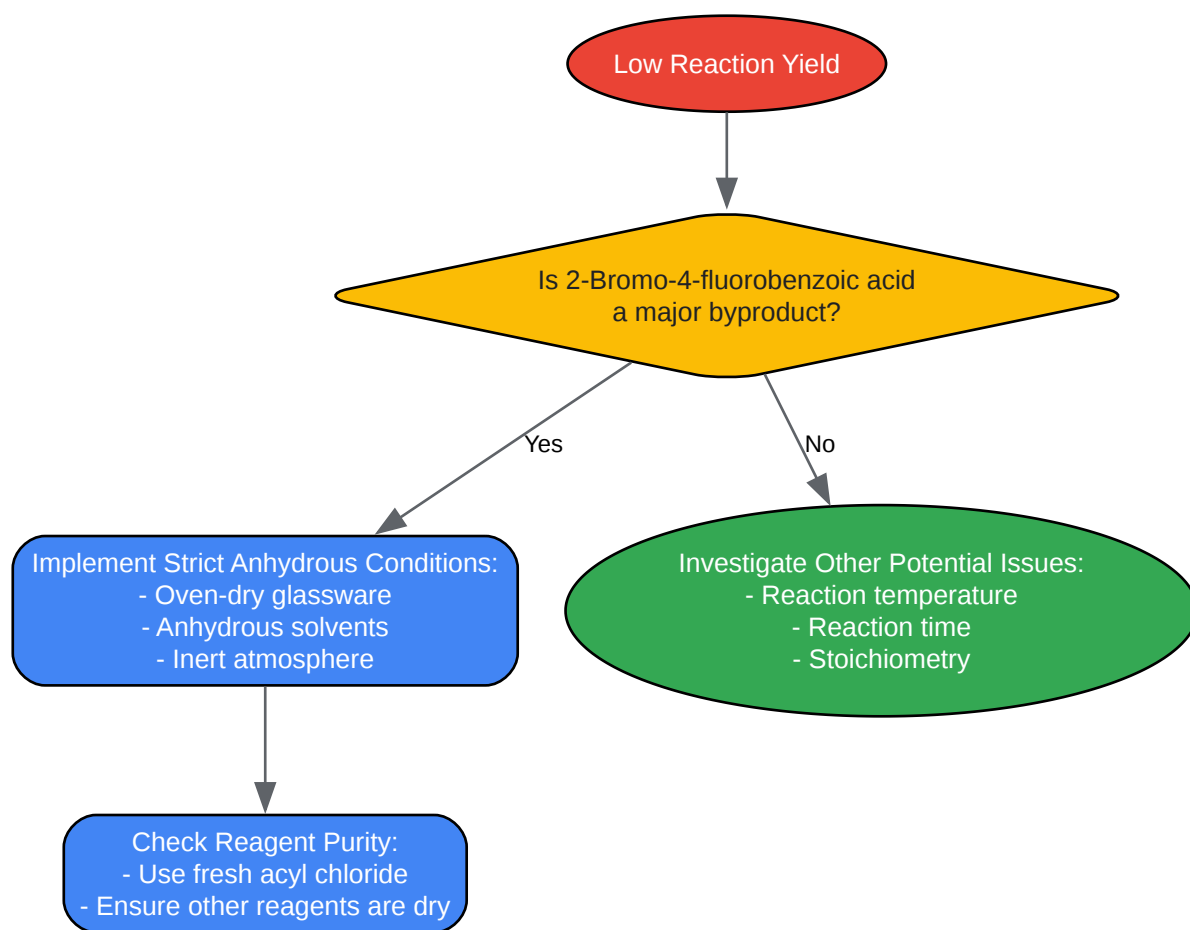 Low Reaction Yield
Is 2-Bromo-4-fluorobenzoic acid
a major byproduct?
Yes
No
Implement Strict Anhydrous Conditions:
- Oven-dry glassware
- Anhydrous solvents
- Inert atmosphere
Investigate Other Potential Issues:
- Reaction temperature
- Reaction time
- Stoichiometry
Check Reagent Purity:
- Use fresh acyl chloride
- Ensure other reagents are dry